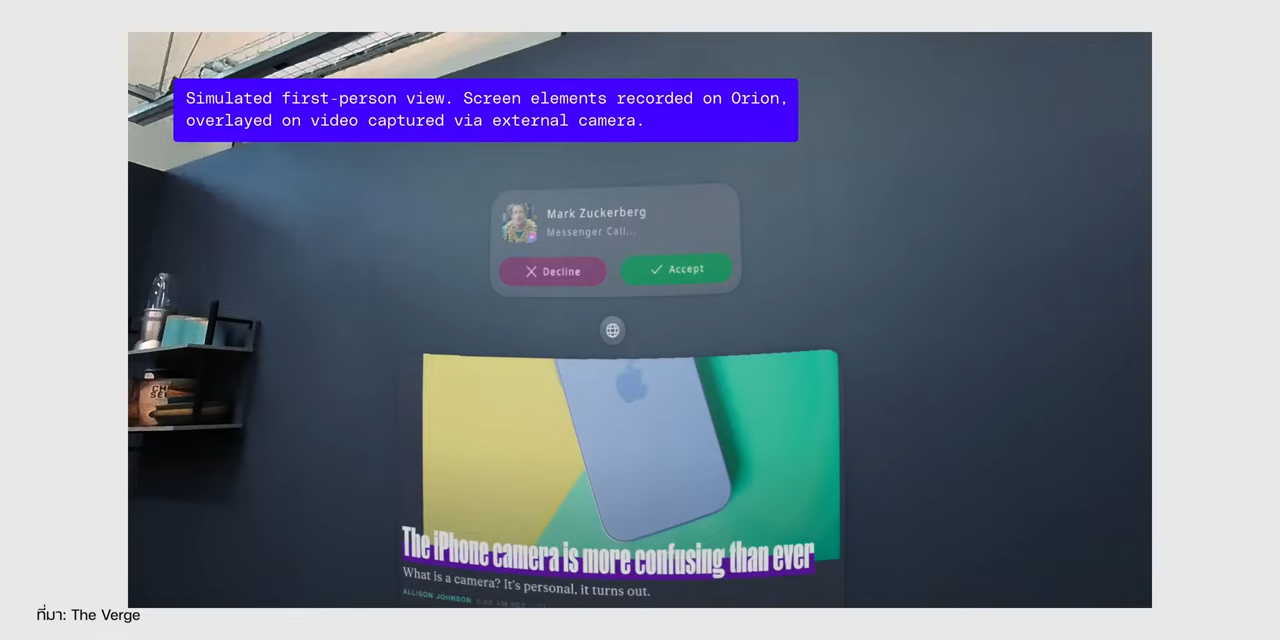 Simulated first-person view. Screen elements recorded on Orion,
overlayed on video captured via external camera.
Mark Zuckerberg
Messenger Call...
Decline
Accept
The iPhone camera is more confusing than ever
What is a camera? It's personal, it turns out.
ALLISON JOHNSON
ที่มา: The Verge